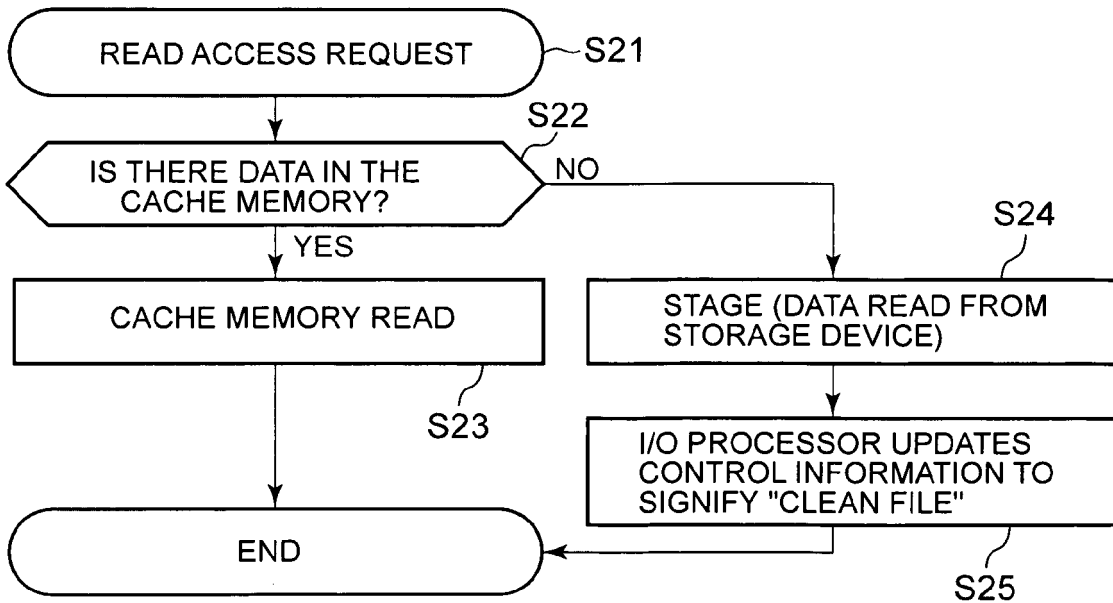 READ ACCESS REQUEST
S21
S22
IS THERE DATA IN THE
CACHE MEMORY?
NO
YES
S24
CACHE MEMORY READ
STAGE (DATA READ FROM
STORAGE DEVICE)
S23
I/O PROCESSOR UPDATES
CONTROL INFORMATION TO
SIGNIFY "CLEAN FILE"
END
S25